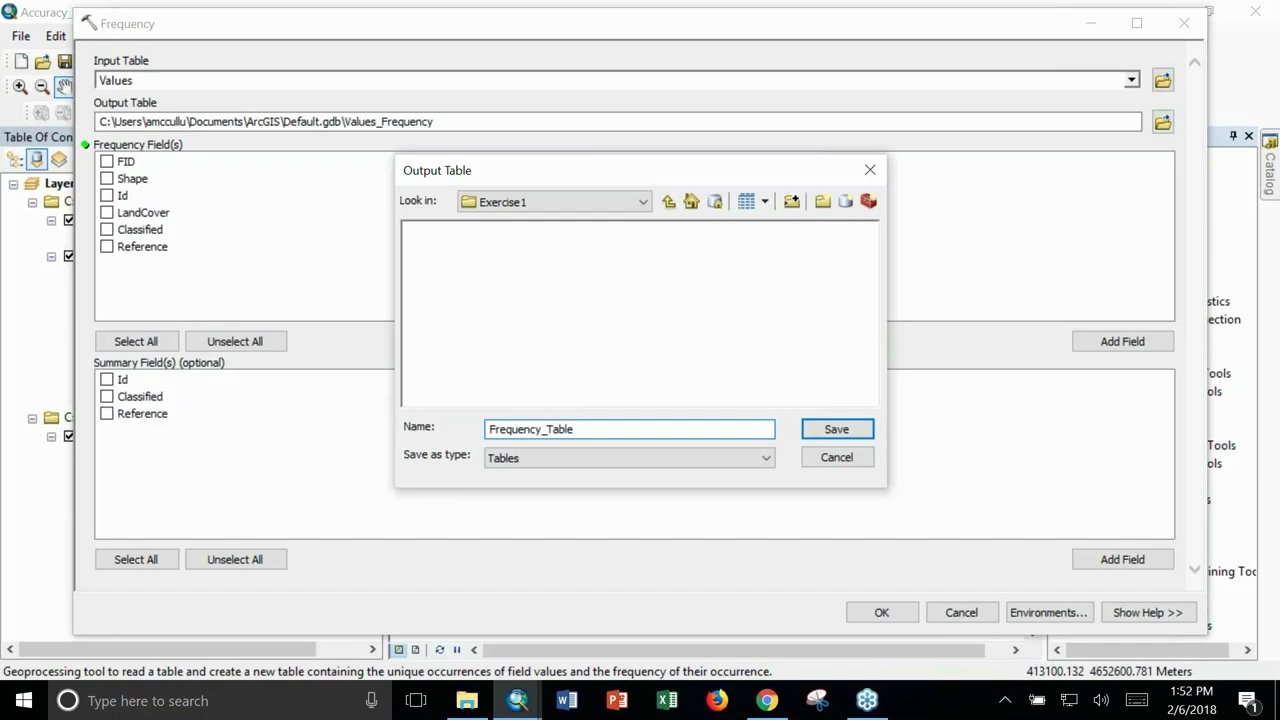 Accuracy_
Frequency
File Edit
Input Table
Values
Output Table
C:\Users\amccullu\Documents\ArcGIS\Default.gdb\Values_Frequency
Table Of Con
Frequency Field(s)
FID
Shape
Id
LandCover
Classified
Reference
Layer
C
Output Table
Look in: Exercise1
Name: Frequency_Table Save
Save as type: Tables Cancel
Catalog
Select All Unselect All Add Field
Summary Field(s) (optional)
Id
Classified
Reference
C
Select All Unselect All Add Field
stics
ection
ools
Tools
ols
ining Too
s
OK Cancel Environments... Show Help >>
Geoprocessing tool to read a table and create a new table containing the unique occurrences of field values and the frequency of their occurrence. 413100.132 4652600.781 Meters
Type here to search
1:52 PM
2/6/2018
1